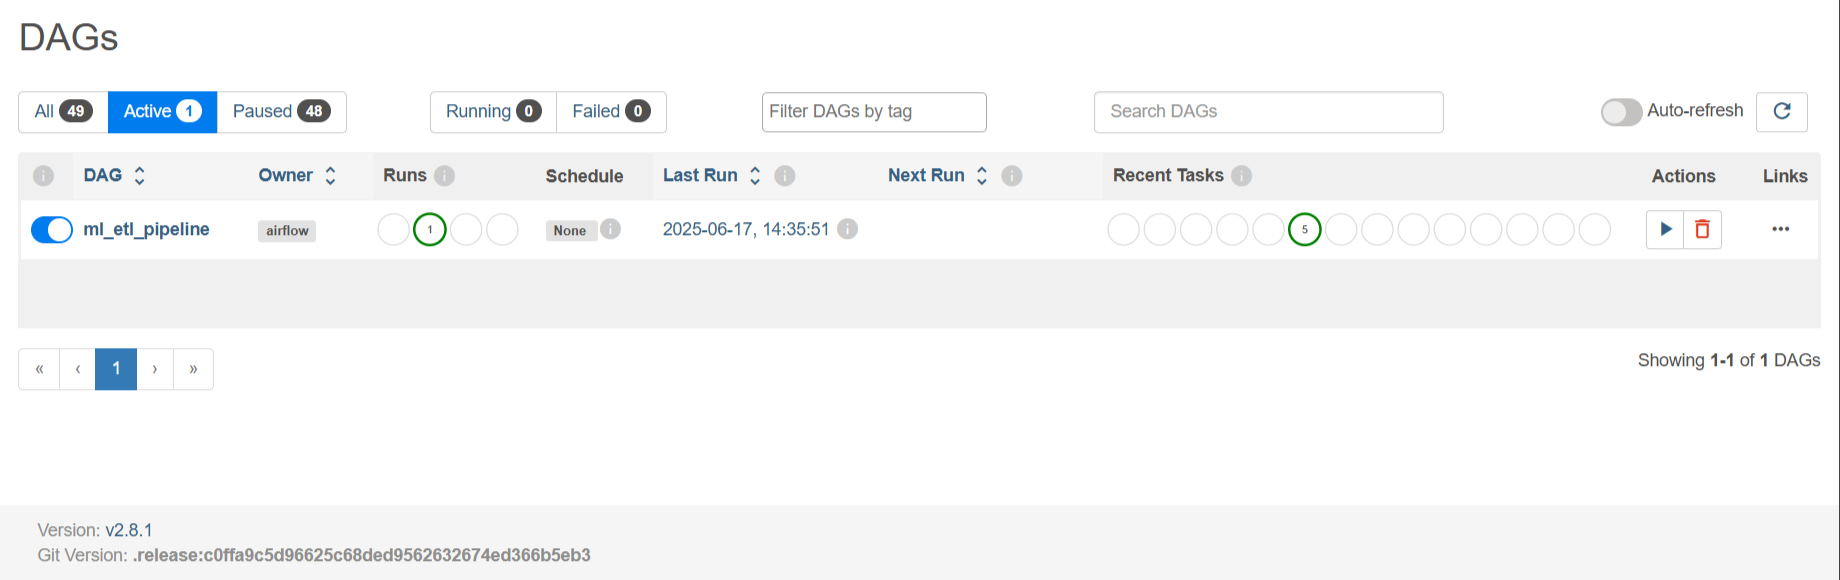 DAGs
All 49 Active 1 Paused 48 Running 0 Failed 0 Filter DAGs by tag Search DAGs Auto-refresh
DAG Owner Runs Schedule Last Run Next Run Recent Tasks Actions Links
ml_etl_pipeline airflow 1 None 2025-06-17, 14:35:51 5 ...
« ‹ 1 › » Showing 1-1 of 1 DAGs
Version: v2.8.1
Git Version: .release:c0ffa9c5d96625c68ded9562632674ed366b5eb3